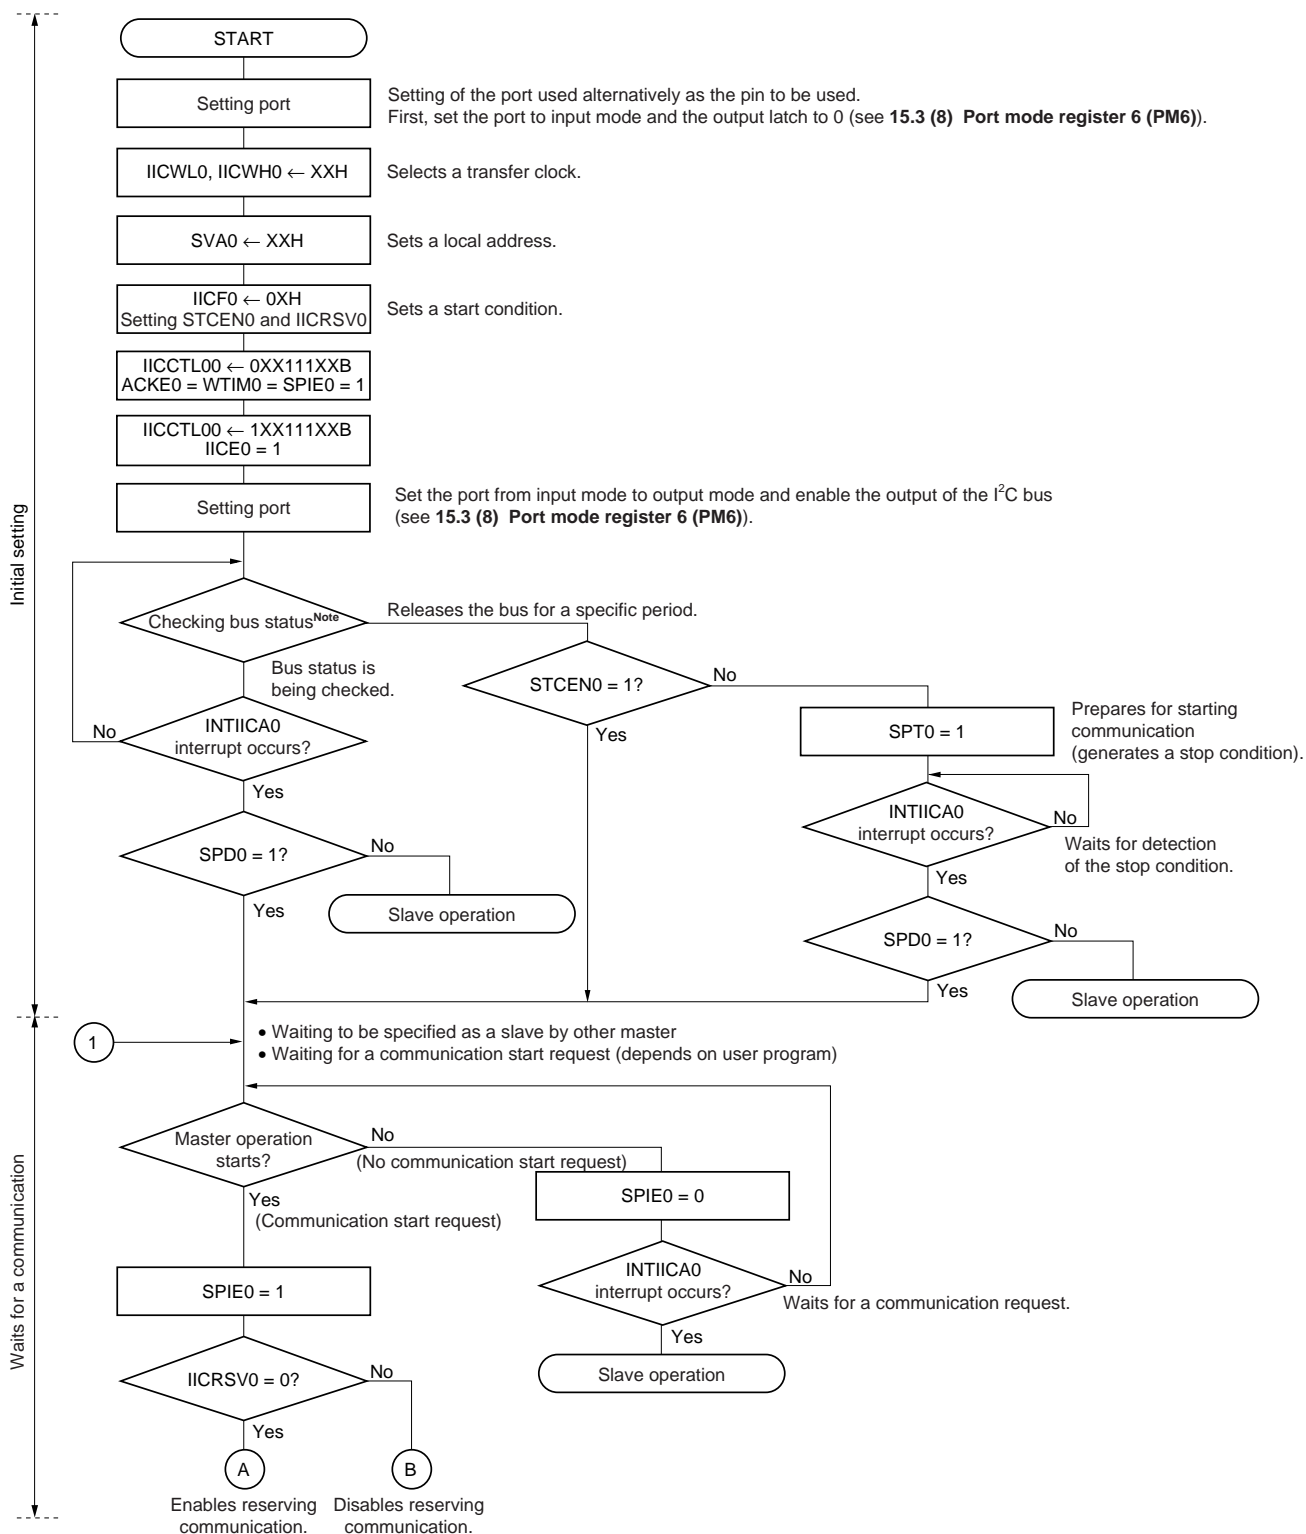 START
Setting port
Setting of the port used alternatively as the pin to be used.
First, set the port to input mode and the output latch to 0 (see 15.3 (8) Port mode register 6 (PM6)).
IICWL0, IICWH0 ← XXH
Selects a transfer clock.
SVA0 ← XXH
Sets a local address.
IICF0 ← 0XH
Setting STCEN0 and IICRSV0
Sets a start condition.
IICCTL00 ← 0XX111XXB
ACKE0 = WTIM0 = SPIE0 = 1
IICCTL00 ← 1XX111XXB
IICE0 = 1
Setting port
Set the port from input mode to output mode and enable the output of the I²C bus
(see 15.3 (8) Port mode register 6 (PM6)).
Initial setting
Checking bus statusNote
Releases the bus for a specific period.
Bus status is
being checked.
STCEN0 = 1?
No
Yes
INTIICA0
interrupt occurs?
No
Yes
SPT0 = 1
Prepares for starting
communication
(generates a stop condition).
INTIICA0
interrupt occurs?
No
Waits for detection
of the stop condition.
Yes
SPD0 = 1?
No
Yes
Slave operation
SPD0 = 1?
No
Yes
Slave operation
1
• Waiting to be specified as a slave by other master
• Waiting for a communication start request (depends on user program)
Waits for a communication
Master operation
starts?
No
(No communication start request)
Yes
(Communication start request)
SPIE0 = 0
INTIICA0
interrupt occurs?
No
Waits for a communication request.
Yes
Slave operation
SPIE0 = 1
IICRSV0 = 0?
No
Yes
A
B
Enables reserving
communication.
Disables reserving
communication.